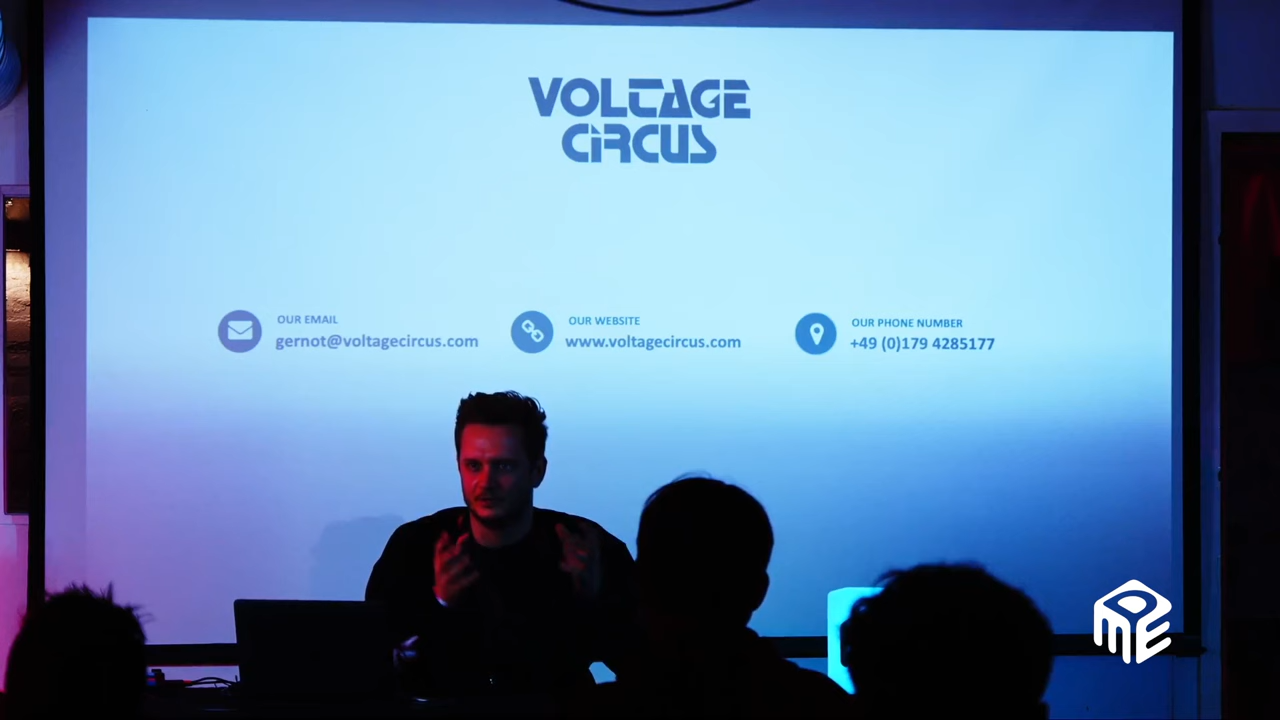 VOLTAGE
CiRCUS
OUR EMAIL
gernot@voltagecircus.com
OUR WEBSITE
www.voltagecircus.com
OUR PHONE NUMBER
+49 (0)179 4285177
DME